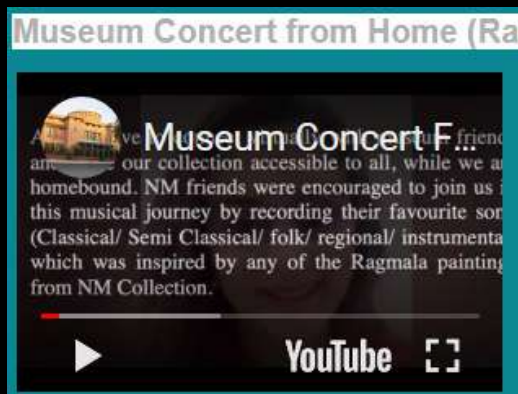 Museum Concert from Home (Ra
Museum Concert F...
our collection accessible to all, while we a
homebound. NM friends were encouraged to join us
this musical journey by recording their favourite
(Classical/ Semi Classical/ folk/ regional/ instrumenta
which was inspired by any of the Ragmala painting
from NM Collection.
YouTube